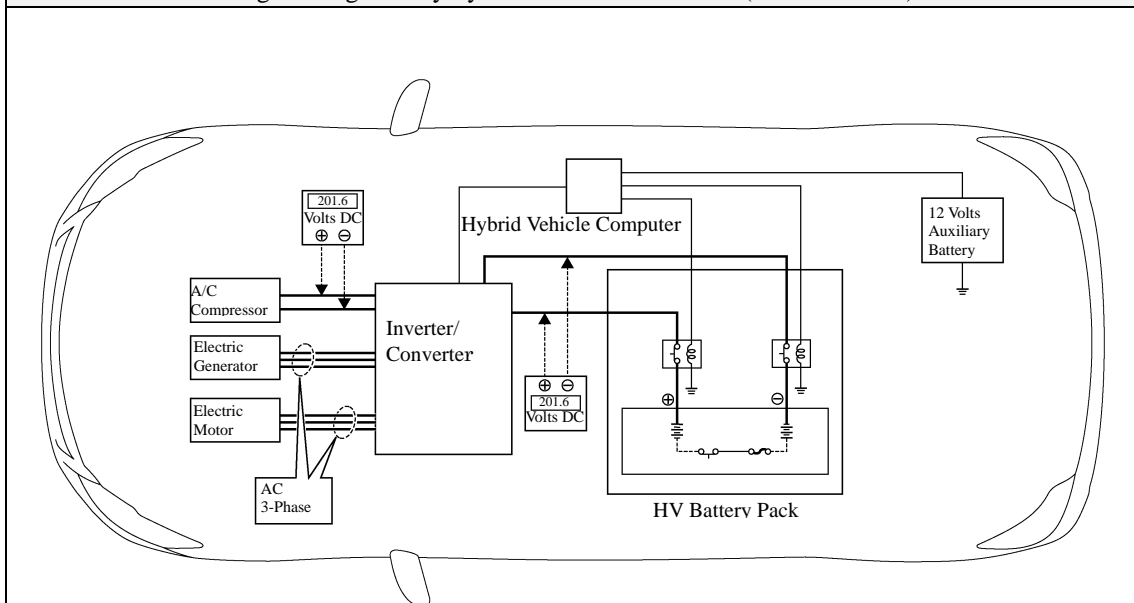 201.6
Volts DC
⊕ ⊖
Hybrid Vehicle Computer
12 Volts
Auxiliary
Battery
A/C
Compressor
Inverter/
Converter
Electric
Generator
⊕ ⊖
201.6
Volts DC
⊕ ⊖
Electric
Motor
AC
3-Phase
HV Battery Pack